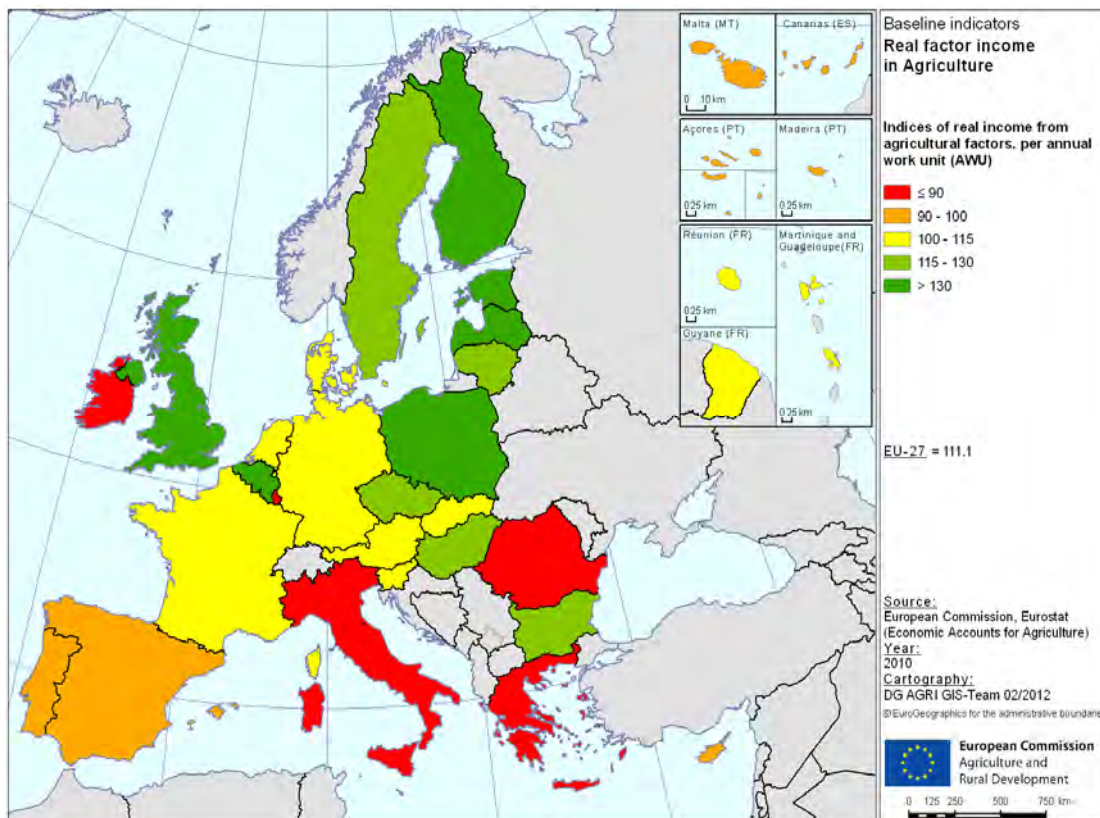 Baseline indicators
Real factor income
in Agriculture
Indices of real income from
agricultural factors, per annual
work unit (AWU)
≤ 90
90 - 100
100 - 115
115 - 130
> 130
EU-27 = 111.1
Source:
European Commission, Eurostat
(Economic Accounts for Agriculture)
Year:
2010
Cartography:
DG AGRI GIS-Team 02/2012
© EuroGeographics for the administrative boundarie
European Commission
Agriculture and
Rural Development
0 125 250 500 750 km
Malta (MT)
0 10 km
Canarias (ES)
Açores (PT)
0 25 km
Madeira (PT)
0 25 km
Réunion (FR)
0 25 km
Martinique and
Guadeloupe(FR)
0 25 km
Guyane (FR)